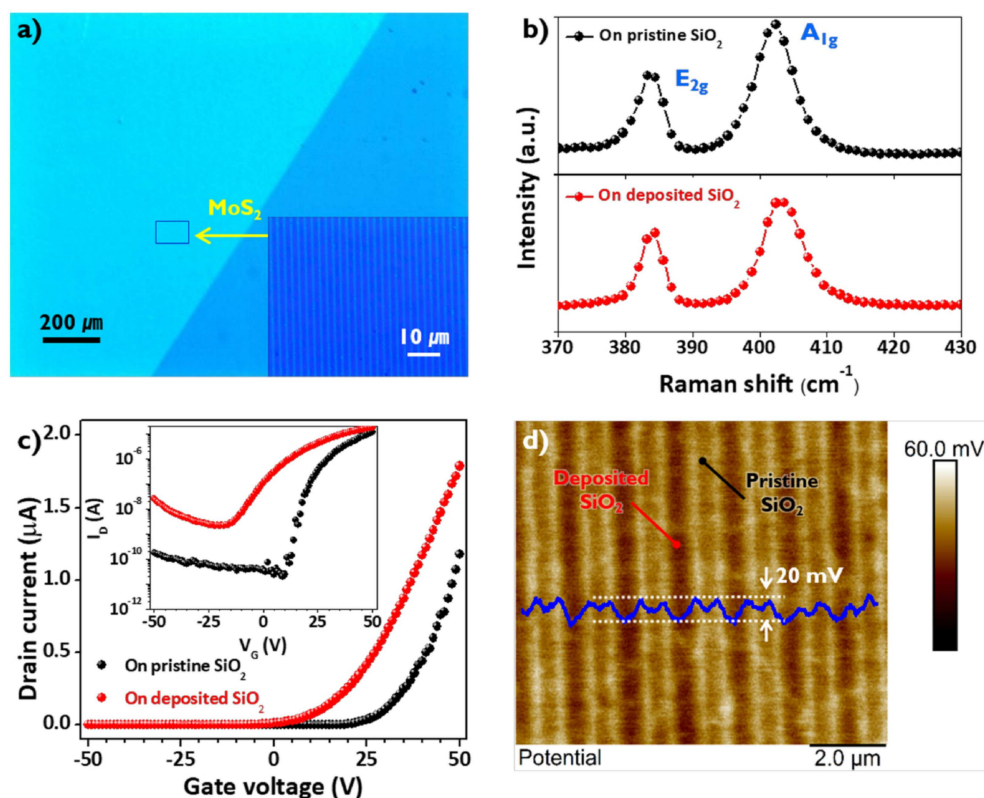 a)
MoS2
200 μm
10 μm
b)
On pristine SiO2
A1g
E2g
On deposited SiO2
Intensity (a.u.)
370 380 390 400 410 420 430
Raman shift (cm-1)
c)
2.0
1.5
1.0
0.5
0.0
Drain current (μA)
10-6
10-8
10-10
10-12
ID (A)
-50 -25 0 25 50
VG (V)
On pristine SiO2
On deposited SiO2
-50 -25 0 25 50
Gate voltage (V)
d)
60.0 mV
Deposited
SiO2
Pristine
SiO2
20 mV
Potential
2.0 μm